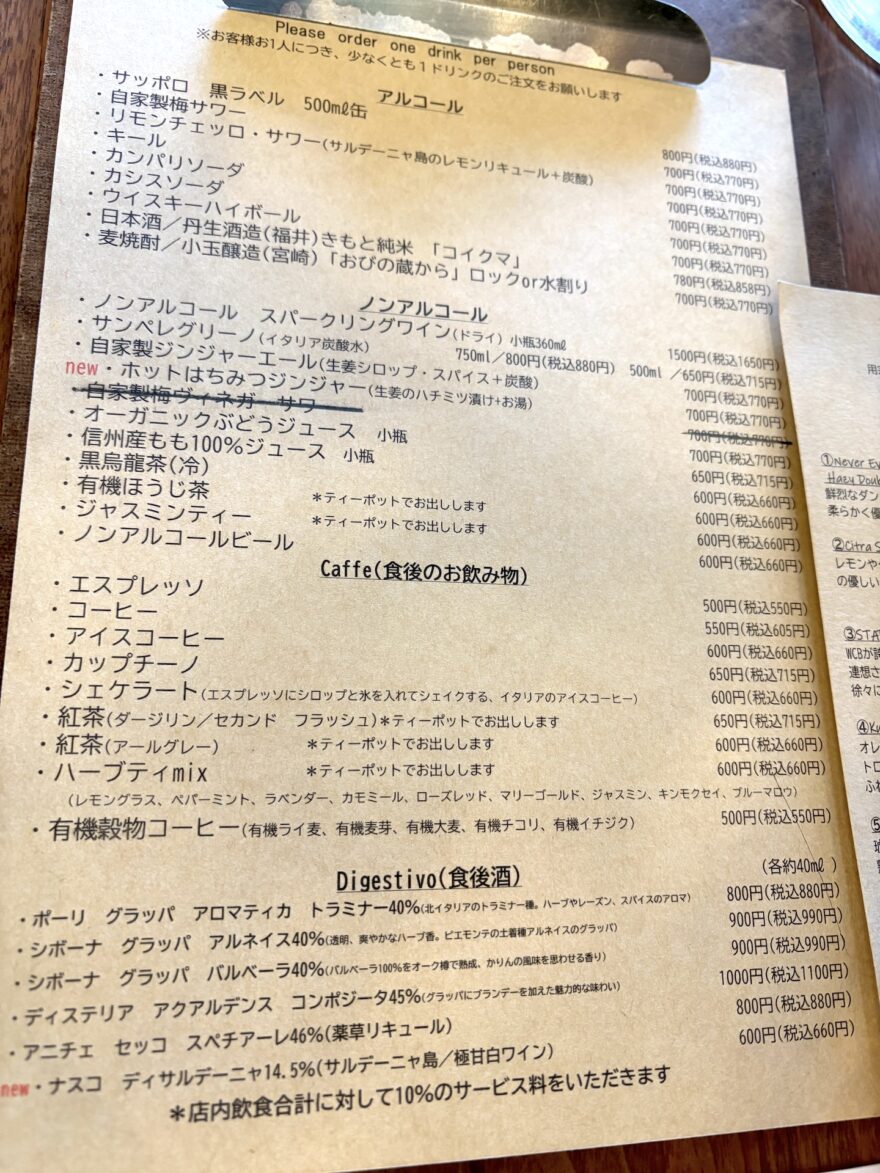 Please order one drink per person
※お客様お1人につき、少なくとも１ドリンクのご注文をお願いします
アルコール
・サッポロ　黒ラベル　500mℓ缶 800円(税込880円)
・自家製梅サワー 700円(税込770円)
・リモンチェッロ・サワー(サルデーニャ島のレモンリキュール＋炭酸) 700円(税込770円)
・キール 700円(税込770円)
・カンパリソーダ 700円(税込770円)
・カシスソーダ 700円(税込770円)
・ウイスキーハイボール 700円(税込770円)
・日本酒／丹生酒造(福井)きもと純米　「コイクマ」 780円(税込858円)
・麦焼酎／小玉醸造(宮崎)「おびの蔵から」ロックor水割り 700円(税込770円)
ノンアルコール
・ノンアルコール　スパークリングワイン(ドライ) 小瓶360mℓ 1500円(税込1650円)
・サンペレグリーノ(イタリア炭酸水) 750ml／800円(税込880円)　500ml ／650円(税込715円)
・自家製ジンジャーエール(生姜シロップ・スパイス＋炭酸) 700円(税込770円)
new・ホットはちみつジンジャー(生姜のハチミツ漬け+お湯) 700円(税込770円)
・自家製梅ヴィネガーサワー 700円(税込770円)
・オーガニックぶどうジュース　小瓶 700円(税込770円)
・信州産もも100%ジュース　小瓶 650円(税込715円)
・黒烏龍茶(冷) 600円(税込660円)
・有機ほうじ茶 ＊ティーポットでお出しします 600円(税込660円)
・ジャスミンティー ＊ティーポットでお出しします 600円(税込660円)
・ノンアルコールビール 600円(税込660円)
Caffe(食後のお飲み物)
・エスプレッソ 500円(税込550円)
・コーヒー 550円(税込605円)
・アイスコーヒー 600円(税込660円)
・カップチーノ 650円(税込715円)
・シェケラート(エスプレッソにシロップと氷を入れてシェイクする、イタリアのアイスコーヒー) 600円(税込660円)
・紅茶(ダージリン／セカンド　フラッシュ)＊ティーポットでお出しします 650円(税込715円)
・紅茶(アールグレー) ＊ティーポットでお出しします 600円(税込660円)
・ハーブティmix ＊ティーポットでお出しします 600円(税込660円)
(レモングラス、ペパーミント、ラベンダー、カモミール、ローズレッド、マリーゴールド、ジャスミン、キンモクセイ、ブルーマロウ)
・有機穀物コーヒー(有機ライ麦、有機麦芽、有機大麦、有機チコリ、有機イチジク) 500円(税込550円)
Digestivo(食後酒) (各約40mℓ )
・ポーリ　グラッパ　アロマティカ　トラミナー40%(北イタリアのトラミナー種。ハーブやレーズン、スパイスのアロマ) 800円(税込880円)
・シボーナ　グラッパ　アルネイス40%(透明、爽やかなハーブ香。ピエモンテの土着種アルネイスのグラッパ) 900円(税込990円)
・シボーナ　グラッパ　バルベーラ40%(バルベーラ100%をオーク樽で熟成、かりんの風味を思わせる香り) 900円(税込990円)
・ディステリア　アクアルデンス　コンポジータ45%(グラッパにブランデーを加えた魅力的な味わい) 1000円(税込1100円)
・アニチェ　セッコ　スペチアーレ46%(薬草リキュール) 800円(税込880円)
new・ナスコ　ディサルデーニャ14.5%(サルデーニャ島／極甘白ワイン) 600円(税込660円)
＊店内飲食合計に対して10%のサービス料をいただきます
①Never Ev
Hazy Doub
鮮烈なダン
柔らかく優
②Citra S
レモンや
の優しい
③STA
WCBが
連想さ
徐々に
④Ku
オレ
トロ
ふわ
⑤